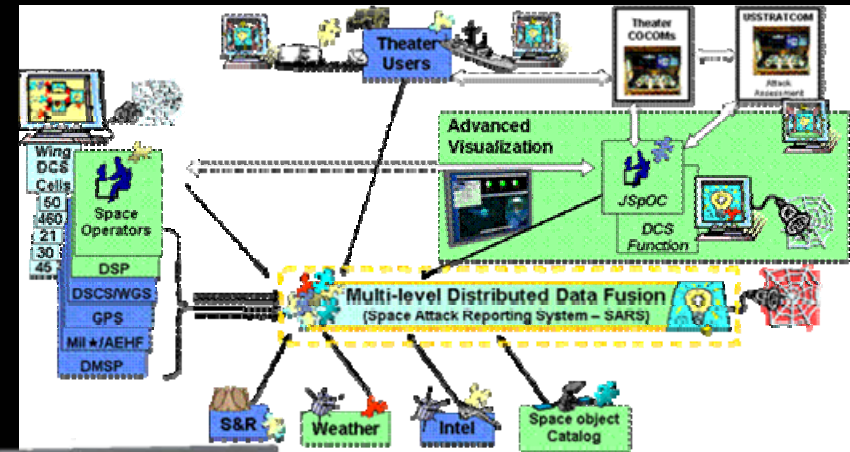 Theater
Users
Theater
COCOMs
USSTRATCOM
Attack
Assessment
Advanced
Visualization
JSpOC
DCS
Function
Wing
DCS
Cells
50
460
21
30
45
Space
Operators
DSP
DSCS/WGS
GPS
Mil★/AEHF
DMSP
Multi-level Distributed Data Fusion
(Space Attack Reporting System – SARS)
S&R
Weather
Intel
Space object
Catalog